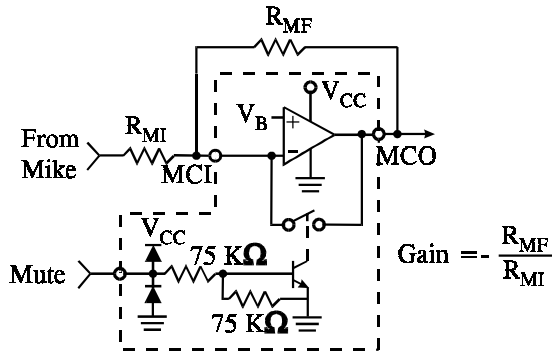 RMF
VCC
VB
+
-
From
Mike
RMI
MCI
MCO
VCC
75 KΩ
Mute
75 KΩ
Gain = - RMF
RMI